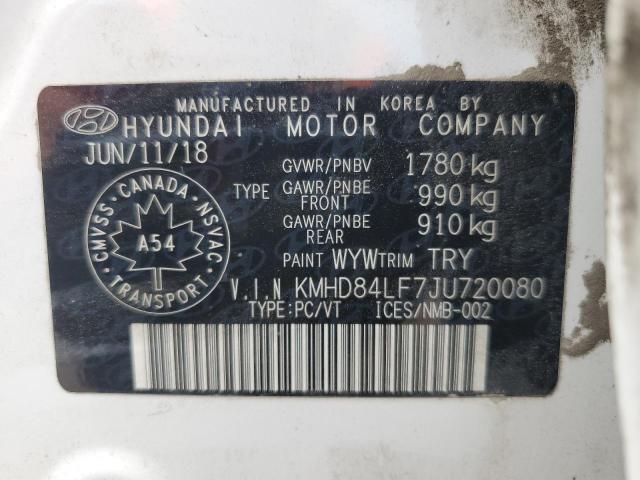 MANUFACTURED IN KOREA BY
HYUNDAI MOTOR COMPANY
JUN/11/18
GVWR/PNBV 1780 kg
TYPE GAWR/PNBE FRONT 990 kg
GAWR/PNBE REAR 910 kg
PAINT WYW TRIM TRY
CANADA
CMVSS · NSVAC
A54
TRANSPORT
V.I.N KMHD84LF7JU720080
TYPE:PC/VT ICES/NMB-002